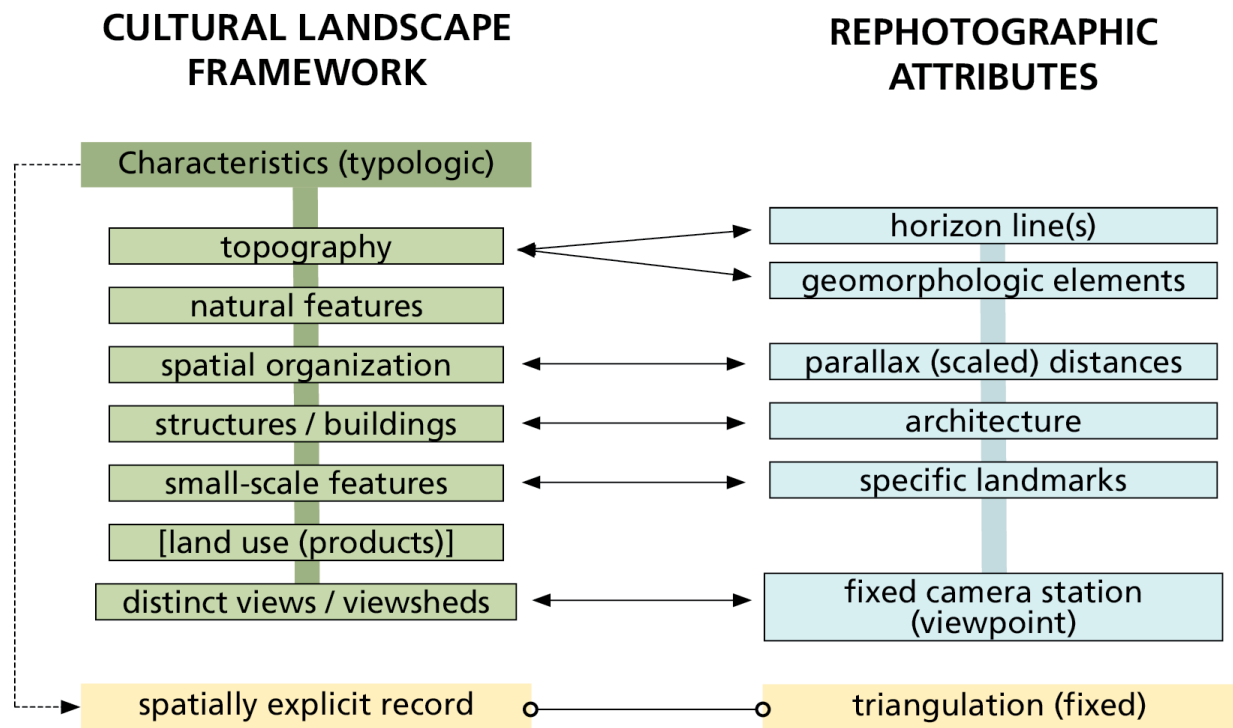 CULTURAL LANDSCAPE
FRAMEWORK
Characteristics (typologic)
topography
natural features
spatial organization
structures / buildings
small-scale features
[land use (products)]
distinct views / viewsheds
spatially explicit record
REPHOTOGRAPHIC
ATTRIBUTES
horizon line(s)
geomorphologic elements
parallax (scaled) distances
architecture
specific landmarks
fixed camera station
(viewpoint)
triangulation (fixed)